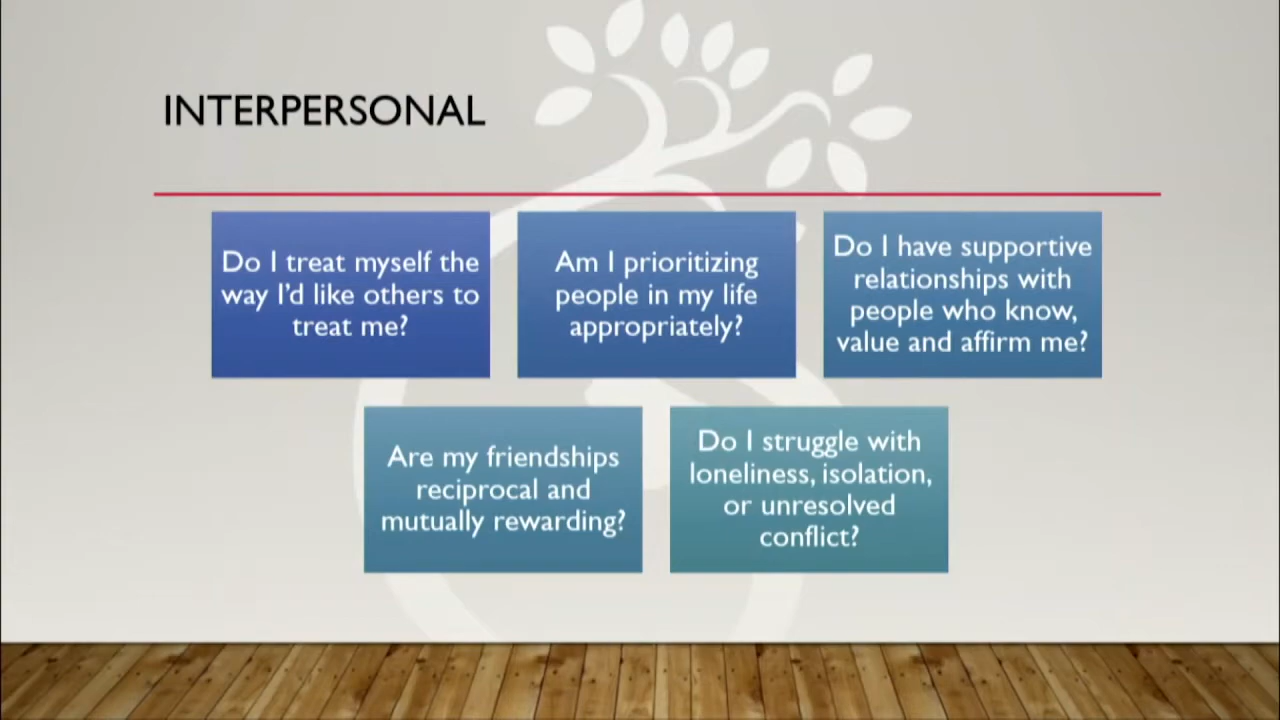 INTERPERSONAL
Do I treat myself the
way I’d like others to
treat me?
Am I prioritizing
people in my life
appropriately?
Do I have supportive
relationships with
people who know,
value and affirm me?
Are my friendships
reciprocal and
mutually rewarding?
Do I struggle with
loneliness, isolation,
or unresolved
conflict?